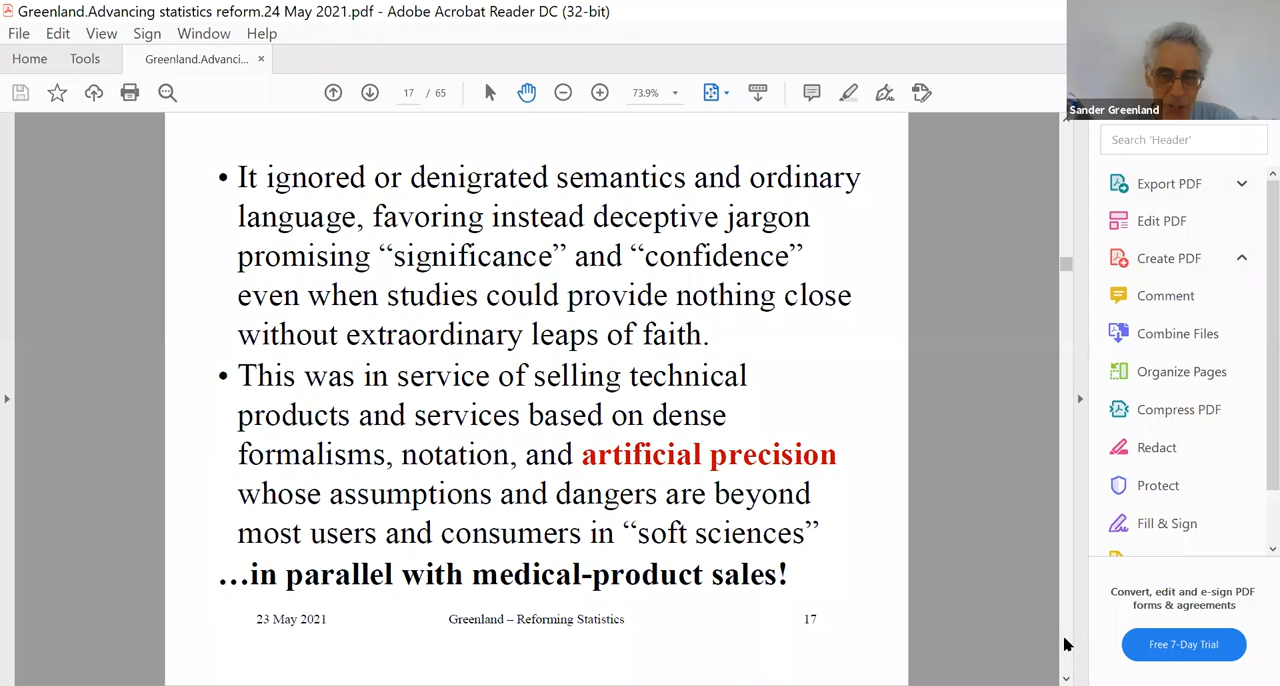 Greenland.Advancing statistics reform.24 May 2021.pdf - Adobe Acrobat Reader DC (32-bit)
File Edit View Sign Window Help
Home Tools Greenland.Advanci... ×
17 / 65 73.9%
Sander Greenland
Search 'Header'
• It ignored or denigrated semantics and ordinary
language, favoring instead deceptive jargon
promising “significance” and “confidence”
even when studies could provide nothing close
without extraordinary leaps of faith.
• This was in service of selling technical
products and services based on dense
formalisms, notation, and artificial precision
whose assumptions and dangers are beyond
most users and consumers in “soft sciences”
…in parallel with medical-product sales!
23 May 2021 Greenland – Reforming Statistics 17
Export PDF
Edit PDF
Create PDF
Comment
Combine Files
Organize Pages
Compress PDF
Redact
Protect
Fill & Sign
Convert, edit and e-sign PDF
forms & agreements
Free 7-Day Trial